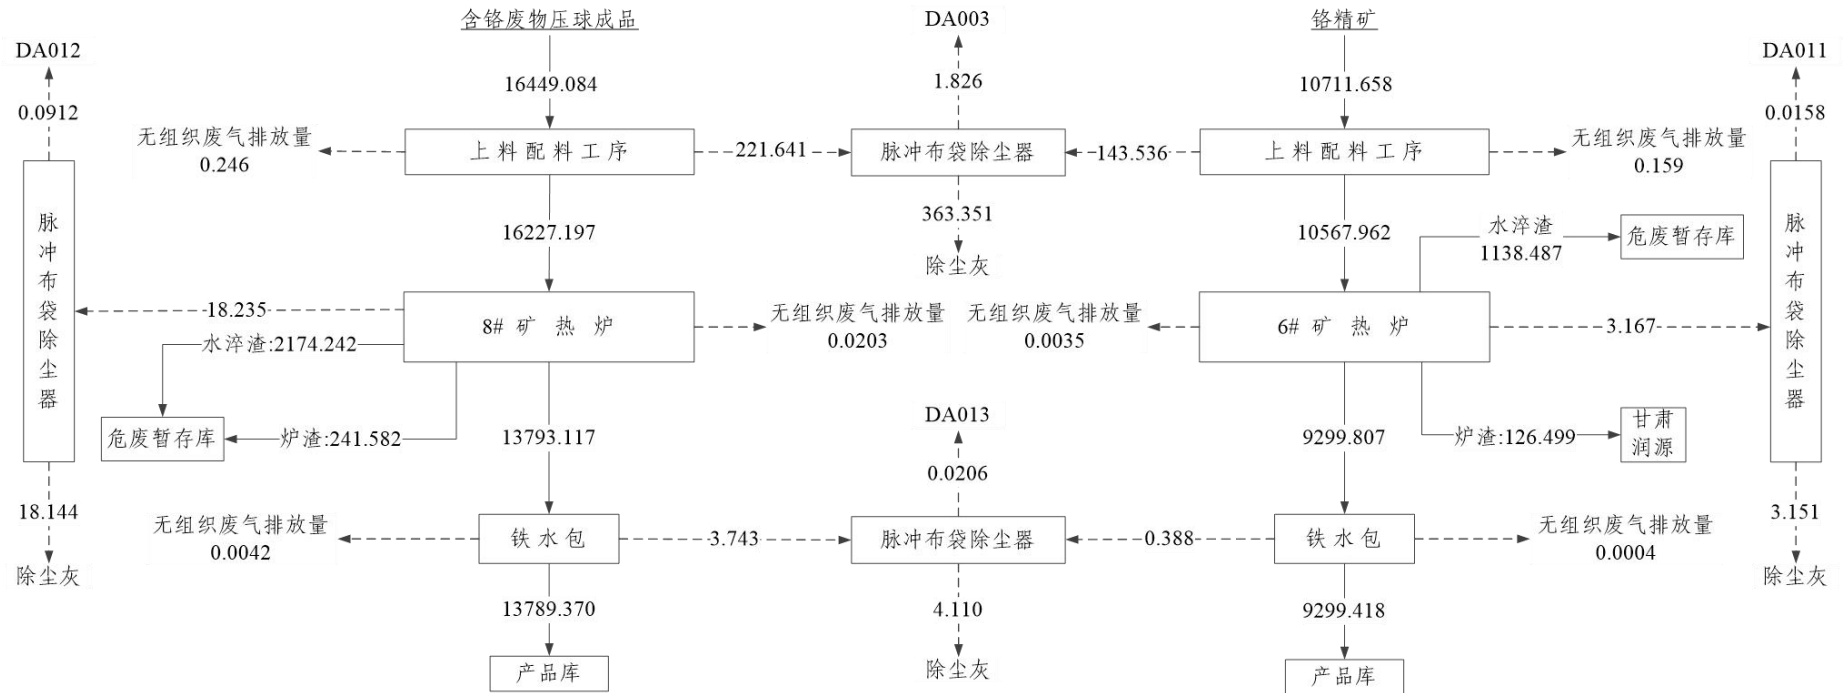 含铬废物压球成品
DA003
铬精矿
DA012
DA011
16449.084
1.826
10711.658
0.0912
0.0158
无组织废气排放量
0.246
上料配料工序
221.641
脉冲布袋除尘器
143.536
上料配料工序
无组织废气排放量
0.159
脉冲布袋除尘器
16227.197
363.351
除尘灰
10567.962
水淬渣
1138.487
危废暂存库
脉冲布袋除尘器
18.235
8#矿热炉
无组织废气排放量
0.0203
无组织废气排放量
0.0035
6#矿热炉
3.167
水淬渣:2174.242
危废暂存库
炉渣:241.582
13793.117
DA013
0.0206
9299.807
炉渣:126.499
甘肃
润源
18.144
除尘灰
无组织废气排放量
0.0042
铁水包
3.743
脉冲布袋除尘器
0.388
铁水包
无组织废气排放量
0.0004
3.151
除尘灰
13789.370
4.110
9299.418
产品库
除尘灰
产品库